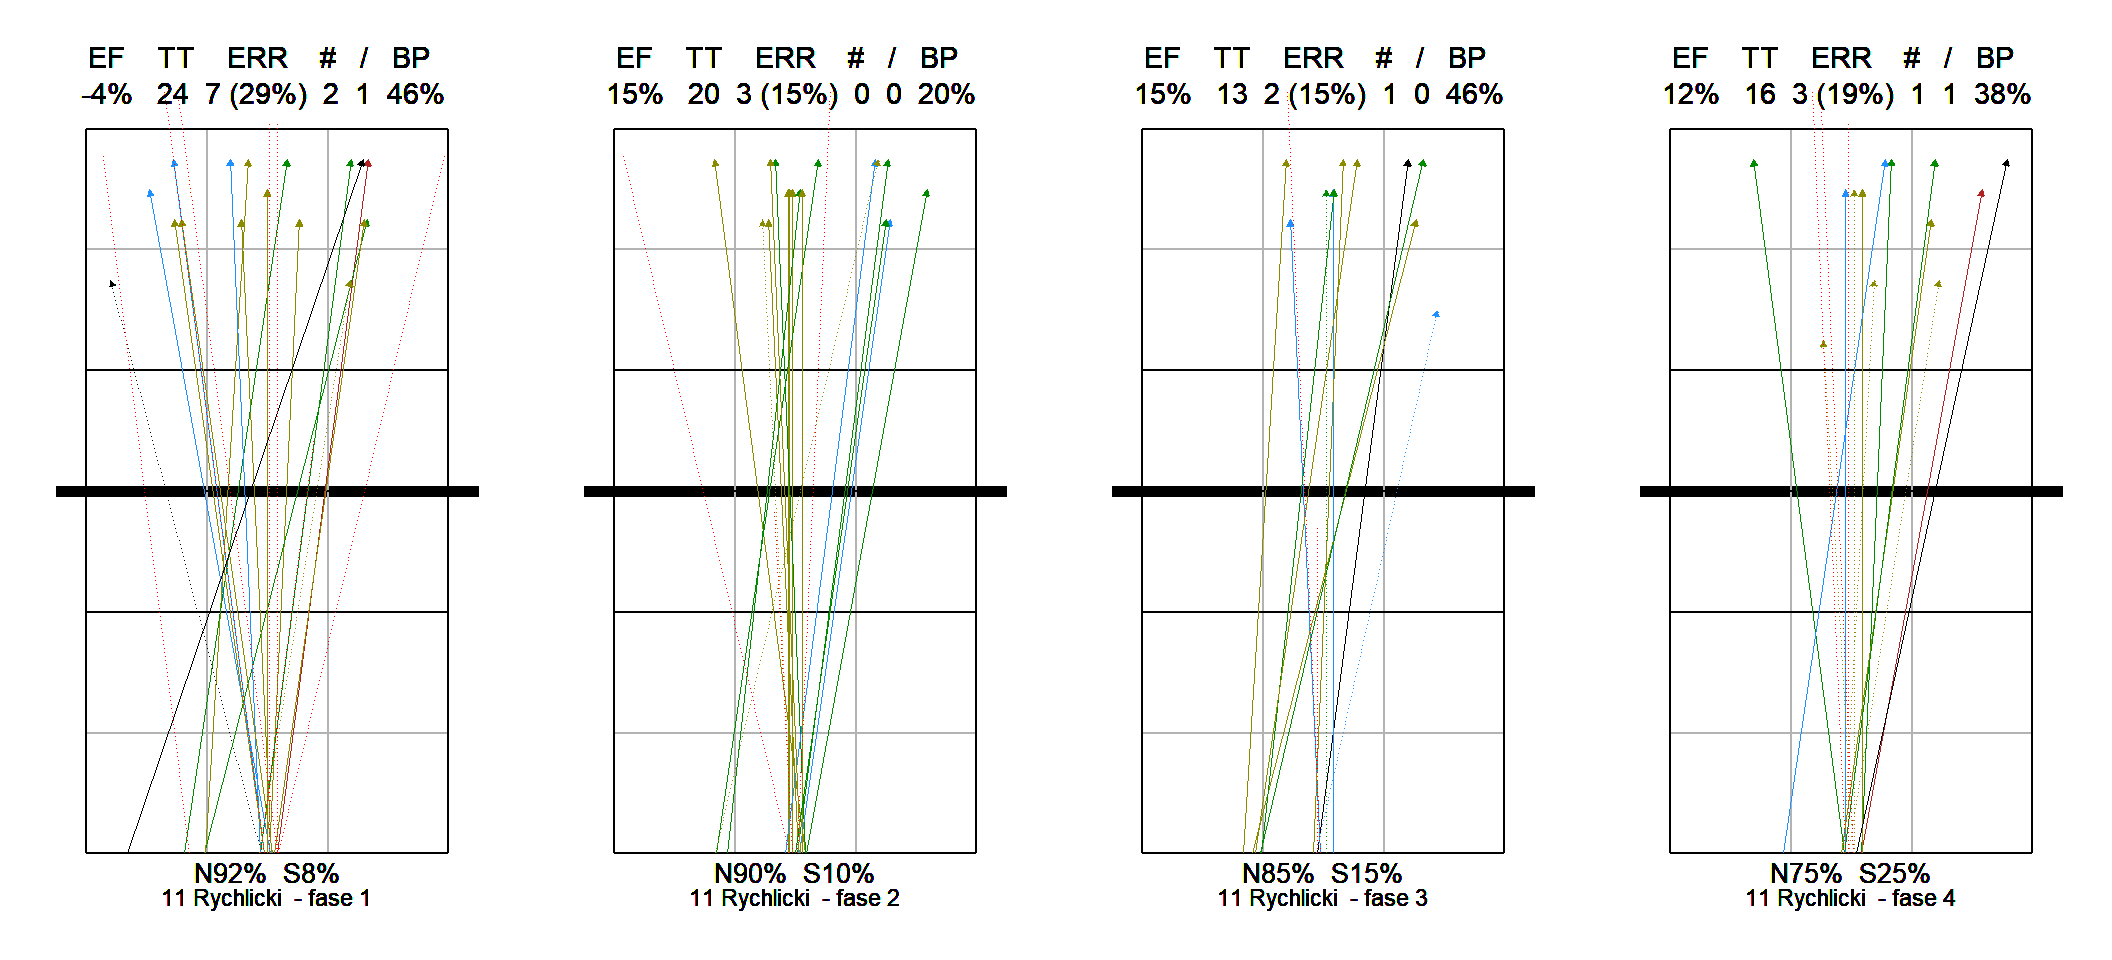 EF TT ERR # / BP
-4% 24 7 (29%) 2 1 46%
N92% S8%
11 Rychlicki - fase 1
EF TT ERR # / BP
15% 20 3 (15%) 0 0 20%
N90% S10%
11 Rychlicki - fase 2
EF TT ERR # / BP
15% 13 2 (15%) 1 0 46%
N85% S15%
11 Rychlicki - fase 3
EF TT ERR # / BP
12% 16 3 (19%) 1 1 38%
N75% S25%
11 Rychlicki - fase 4